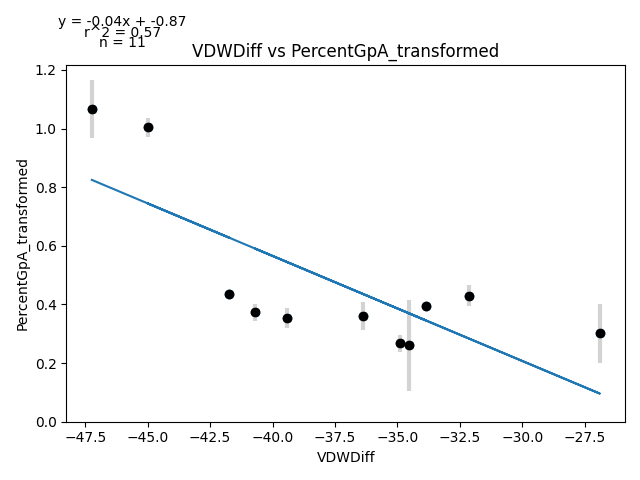 y = -0.04x + -0.87
r^2 = 0.57
n = 11
VDWDiff vs PercentGpA_transformed
1.2
1.0
0.8
0.6
0.4
0.2
0.0
PercentGpA_transformed
−47.5 −45.0 −42.5 −40.0 −37.5 −35.0 −32.5 −30.0 −27.5
VDWDiff